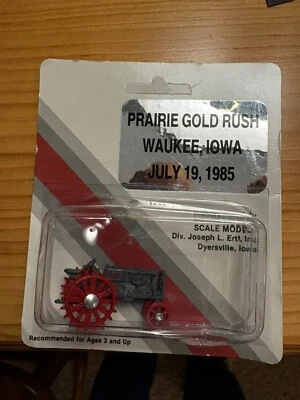 PRAIRIE GOLD RUSH
WAUKEE, IOWA
JULY 19, 1985
SCALE MODELS
Div. Joseph L. Ertl, Inc.
Dyersville, Iowa
Recommended for Ages 3 and Up